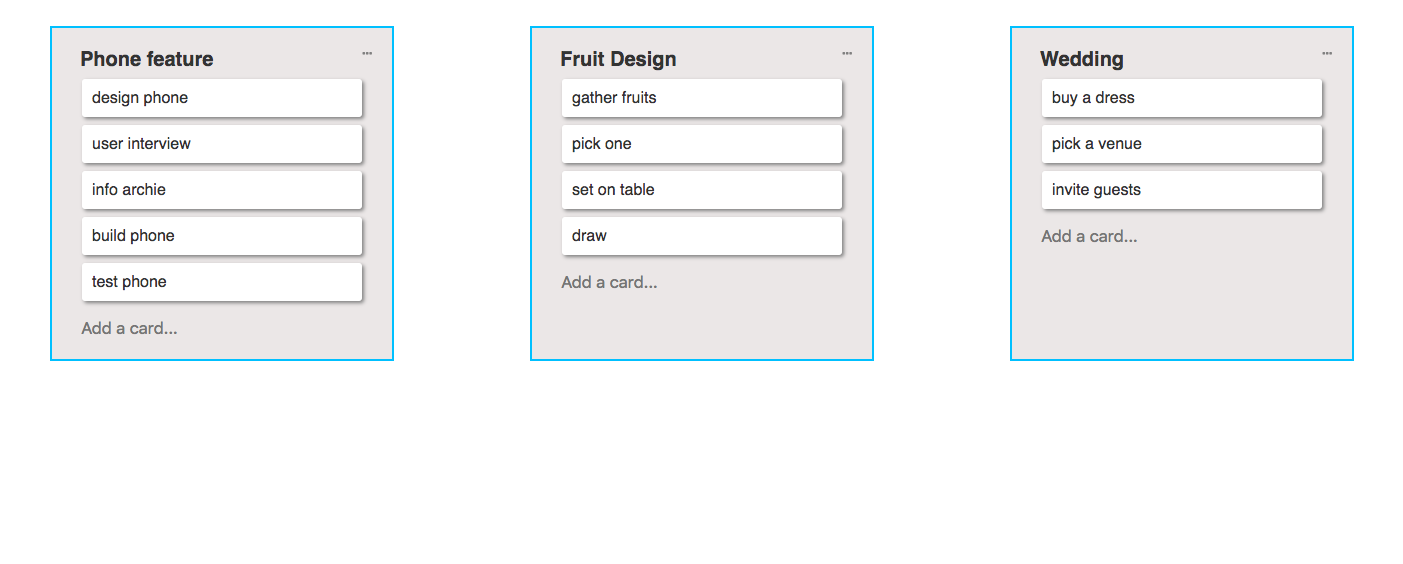 Phone feature
...
design phone
user interview
info archie
build phone
test phone
Add a card...
Fruit Design
...
gather fruits
pick one
set on table
draw
Add a card...
Wedding
...
buy a dress
pick a venue
invite guests
Add a card...